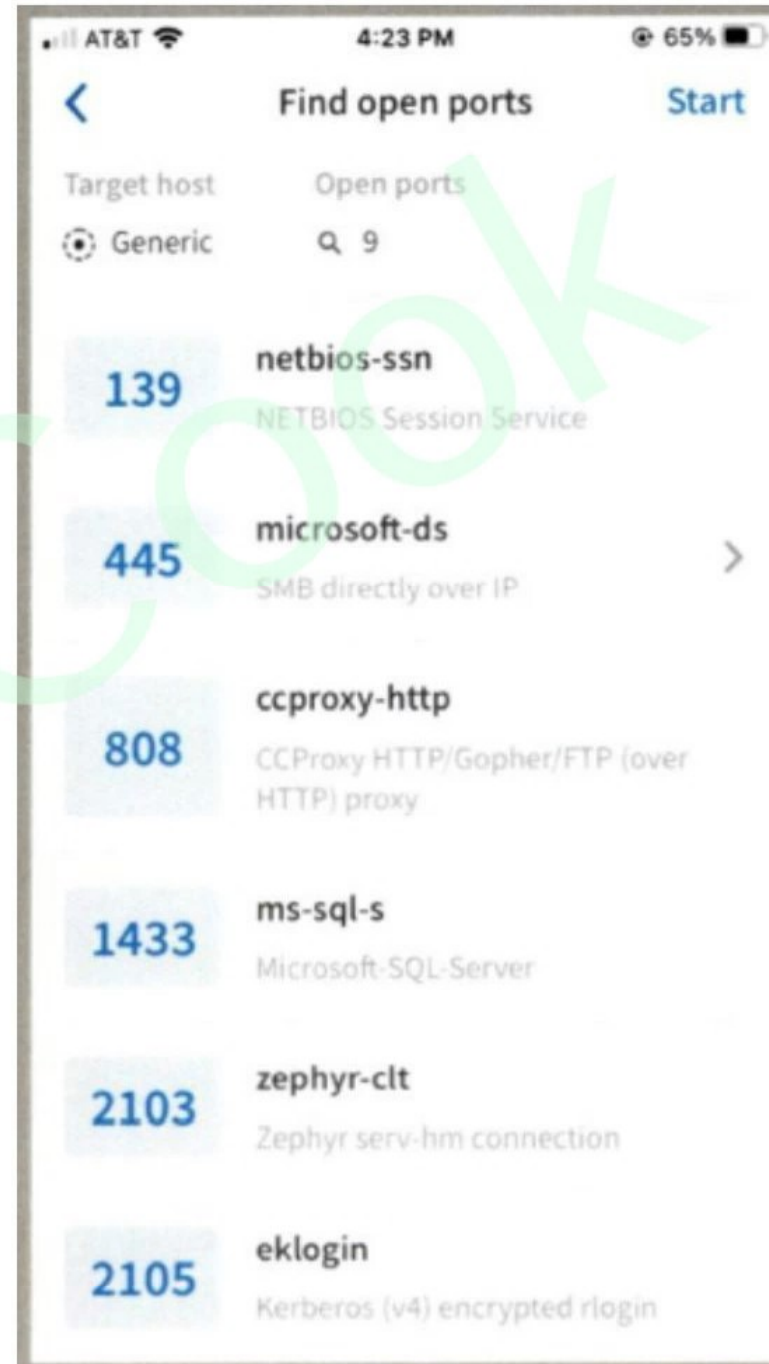 AT&T 4:23 PM 65%
Find open ports Start
Target host Open ports
Generic 9
139 netbios-ssn
NETBIOS Session Service
445 microsoft-ds
SMB directly over IP
808 ccproxy-http
CCProxy HTTP/Gopher/FTP (over
HTTP) proxy
1433 ms-sql-s
Microsoft-SQL-Server
2103 zephyr-clt
Zephyr serv-hm connection
2105 eklogin
Kerberos (v4) encrypted rlogin
Cook